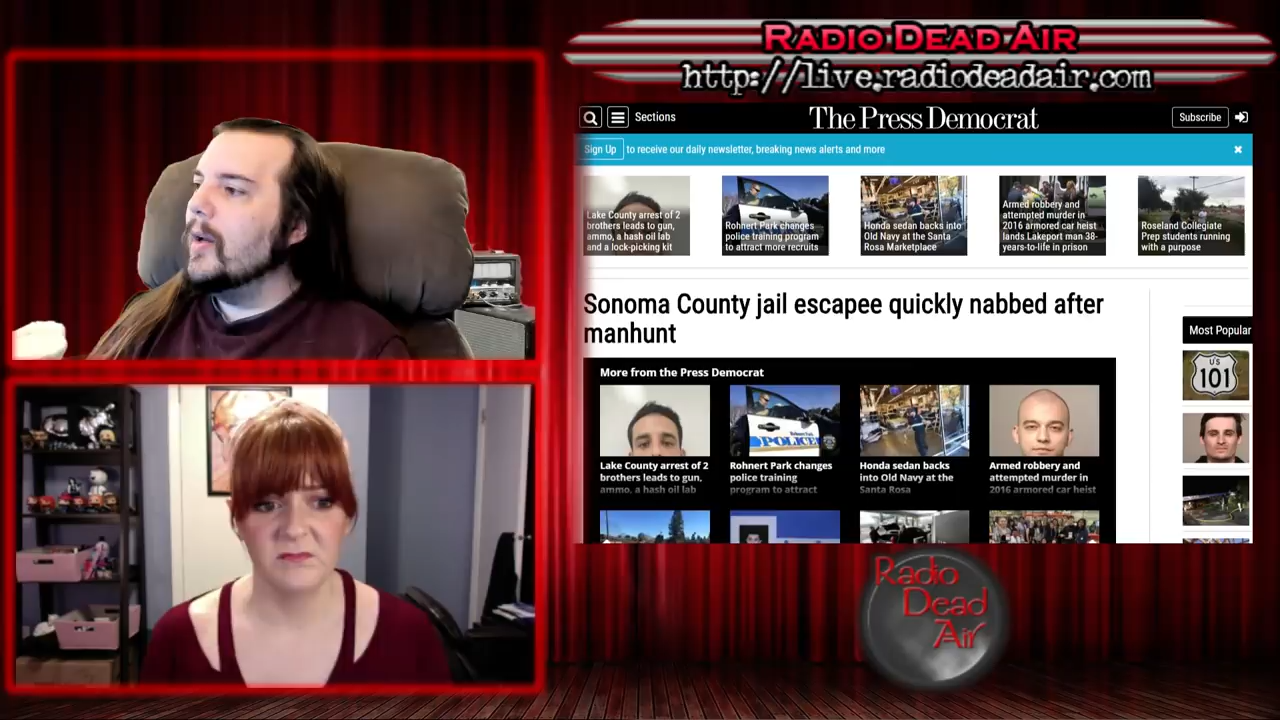 RADIO DEAD AIR
http://live.radiodeadair.com
Sections
The Press Democrat
Subscribe
Sign Up to receive our daily newsletter, breaking news alerts and more
Lake County arrest of 2
brothers leads to gun,
ammo, a hash oil lab
and a lock-picking kit
Rohnert Park changes
police training program
to attract more recruits
Honda sedan backs into
Old Navy at the Santa
Rosa Marketplace
Armed robbery and
attempted murder in
2016 armored car heist
lands Lakeport man 38-
years-to-life in prison
Roseland Collegiate
Prep students running
with a purpose
Sonoma County jail escapee quickly nabbed after
manhunt
Most Popular
More from the Press Democrat
US
101
POLICE
Lake County arrest of 2
brothers leads to gun,
ammo, a hash oil lab
Rohnert Park changes
police training
program to attract
Honda sedan backs
into Old Navy at the
Santa Rosa
Armed robbery and
attempted murder in
2016 armored car heist
Radio
Dead
Air